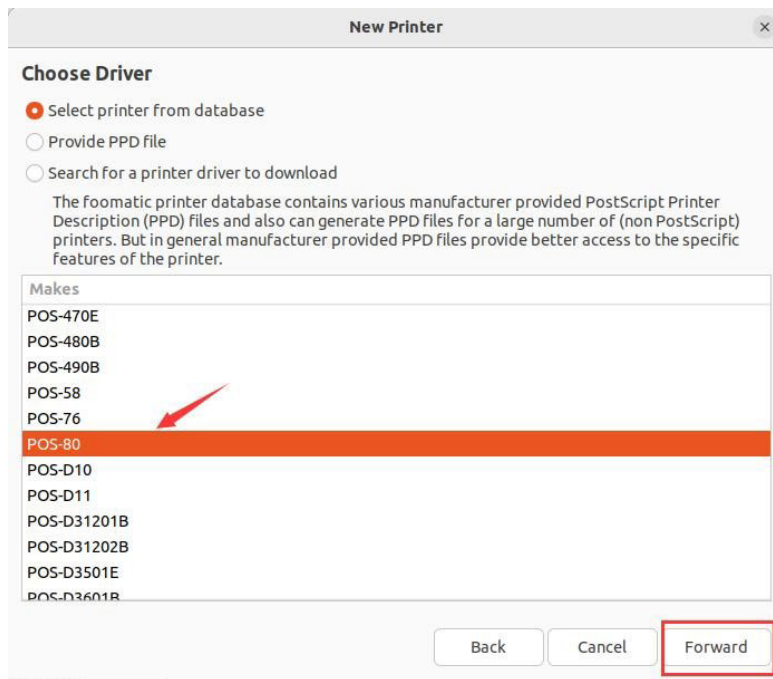 New Printer
Choose Driver
Select printer from database
Provide PPD file
Search for a printer driver to download
The foomatic printer database contains various manufacturer provided PostScript Printer
Description (PPD) files and also can generate PPD files for a large number of (non PostScript)
printers. But in general manufacturer provided PPD files provide better access to the specific
features of the printer.
Makes
POS-470E
POS-480B
POS-490B
POS-58
POS-76
POS-80
POS-D10
POS-D11
POS-D31201B
POS-D31202B
POS-D3501E
POS-D3601B
Back Cancel Forward